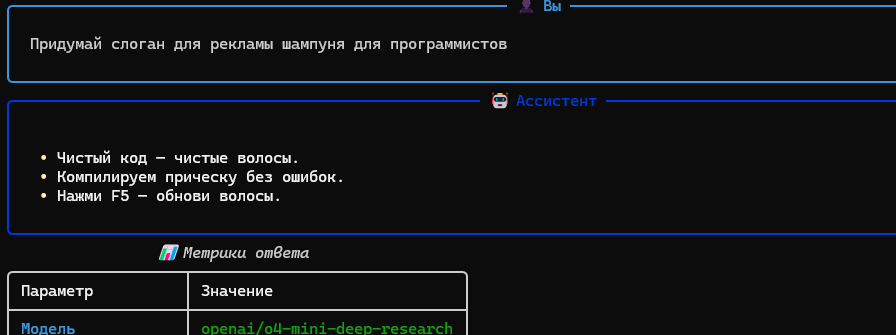 Вы
Придумай слоган для рекламы шампуня для программистов
Ассистент
• Чистый код — чистые волосы.
• Компилируем прическу без ошибок.
• Нажми F5 — обнови волосы.
Метрики ответа
Параметр Значение
Модель openai/o4-mini-deep-research